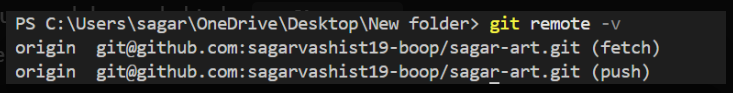 PS C:\Users\sagar\OneDrive\Desktop\New folder> git remote -v
origin  git@github.com:sagarvashist19-boop/sagar-art.git (fetch)
origin  git@github.com:sagarvashist19-boop/sagar-art.git (push)